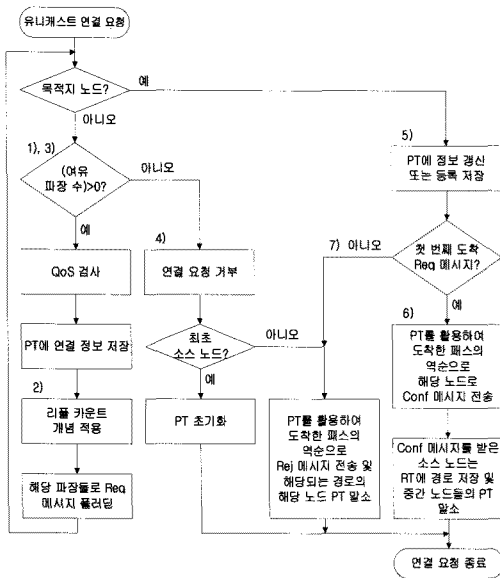 유니캐스트 연결 요청
목적지 노드?
예
아니오
1), 3)
(여유
파장 수)>0?
아니오
예
QoS 검사
PT에 연결 정보 저장
2)
리플 카운트
개념 적용
해당 파장들로 Req
메시지 플러딩
4)
연결 요청 거부
최초
소스 노드?
아니오
예
PT 초기화
5)
PT에 정보 갱신
또는 등록 저장
첫 번째 도착
Req 메시지?
7) 아니오
예
6)
PT를 활용하여
도착한 패스의
역순으로
해당 노드로
Conf 메시지 전송
PT를 활용하여
도착한 패스의
역순으로
Rej 메시지 전송 및
해당되는 경로의
해당 노드 PT 말소
Conf 메시지를 받은
소스 노드는
RT에 경로 저장 및
중간 노드들의 PT
말소
연결 요청 종료